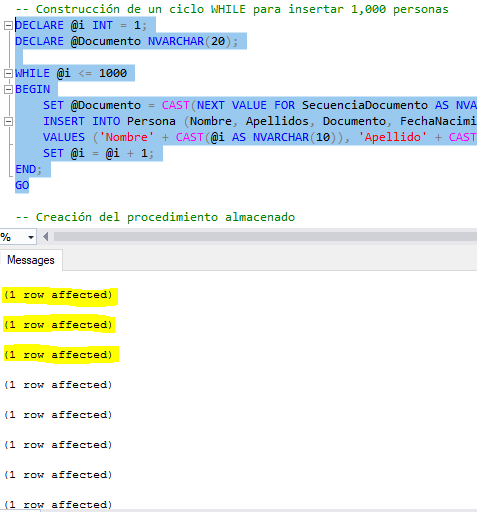 -- Construcción de un ciclo WHILE para insertar 1,000 personas
DECLARE @i INT = 1;
DECLARE @Documento NVARCHAR(20);
WHILE @i <= 1000
BEGIN
SET @Documento = CAST(NEXT VALUE FOR SecuenciaDocumento AS NVA
INSERT INTO Persona (Nombre, Apellidos, Documento, FechaNacimi
VALUES ('Nombre' + CAST(@i AS NVARCHAR(10)), 'Apellido' + CAST
SET @i = @i + 1;
END;
GO
-- Creación del procedimiento almacenado
%
Messages
(1 row affected)
(1 row affected)
(1 row affected)
(1 row affected)
(1 row affected)
(1 row affected)
(1 row affected)
(1 row affected)